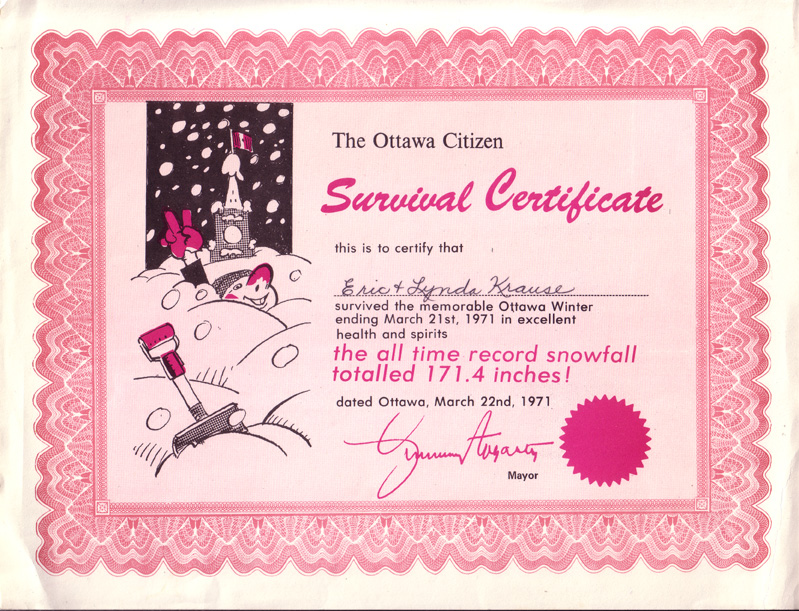 The Ottawa Citizen
Survival Certificate
this is to certify that
Eric & Lynda Krause
survived the memorable Ottawa Winter
ending March 21st, 1971 in excellent
health and spirits
the all time record snowfall
totalled 171.4 inches!
dated Ottawa, March 22nd, 1971
Fogarty
Mayor